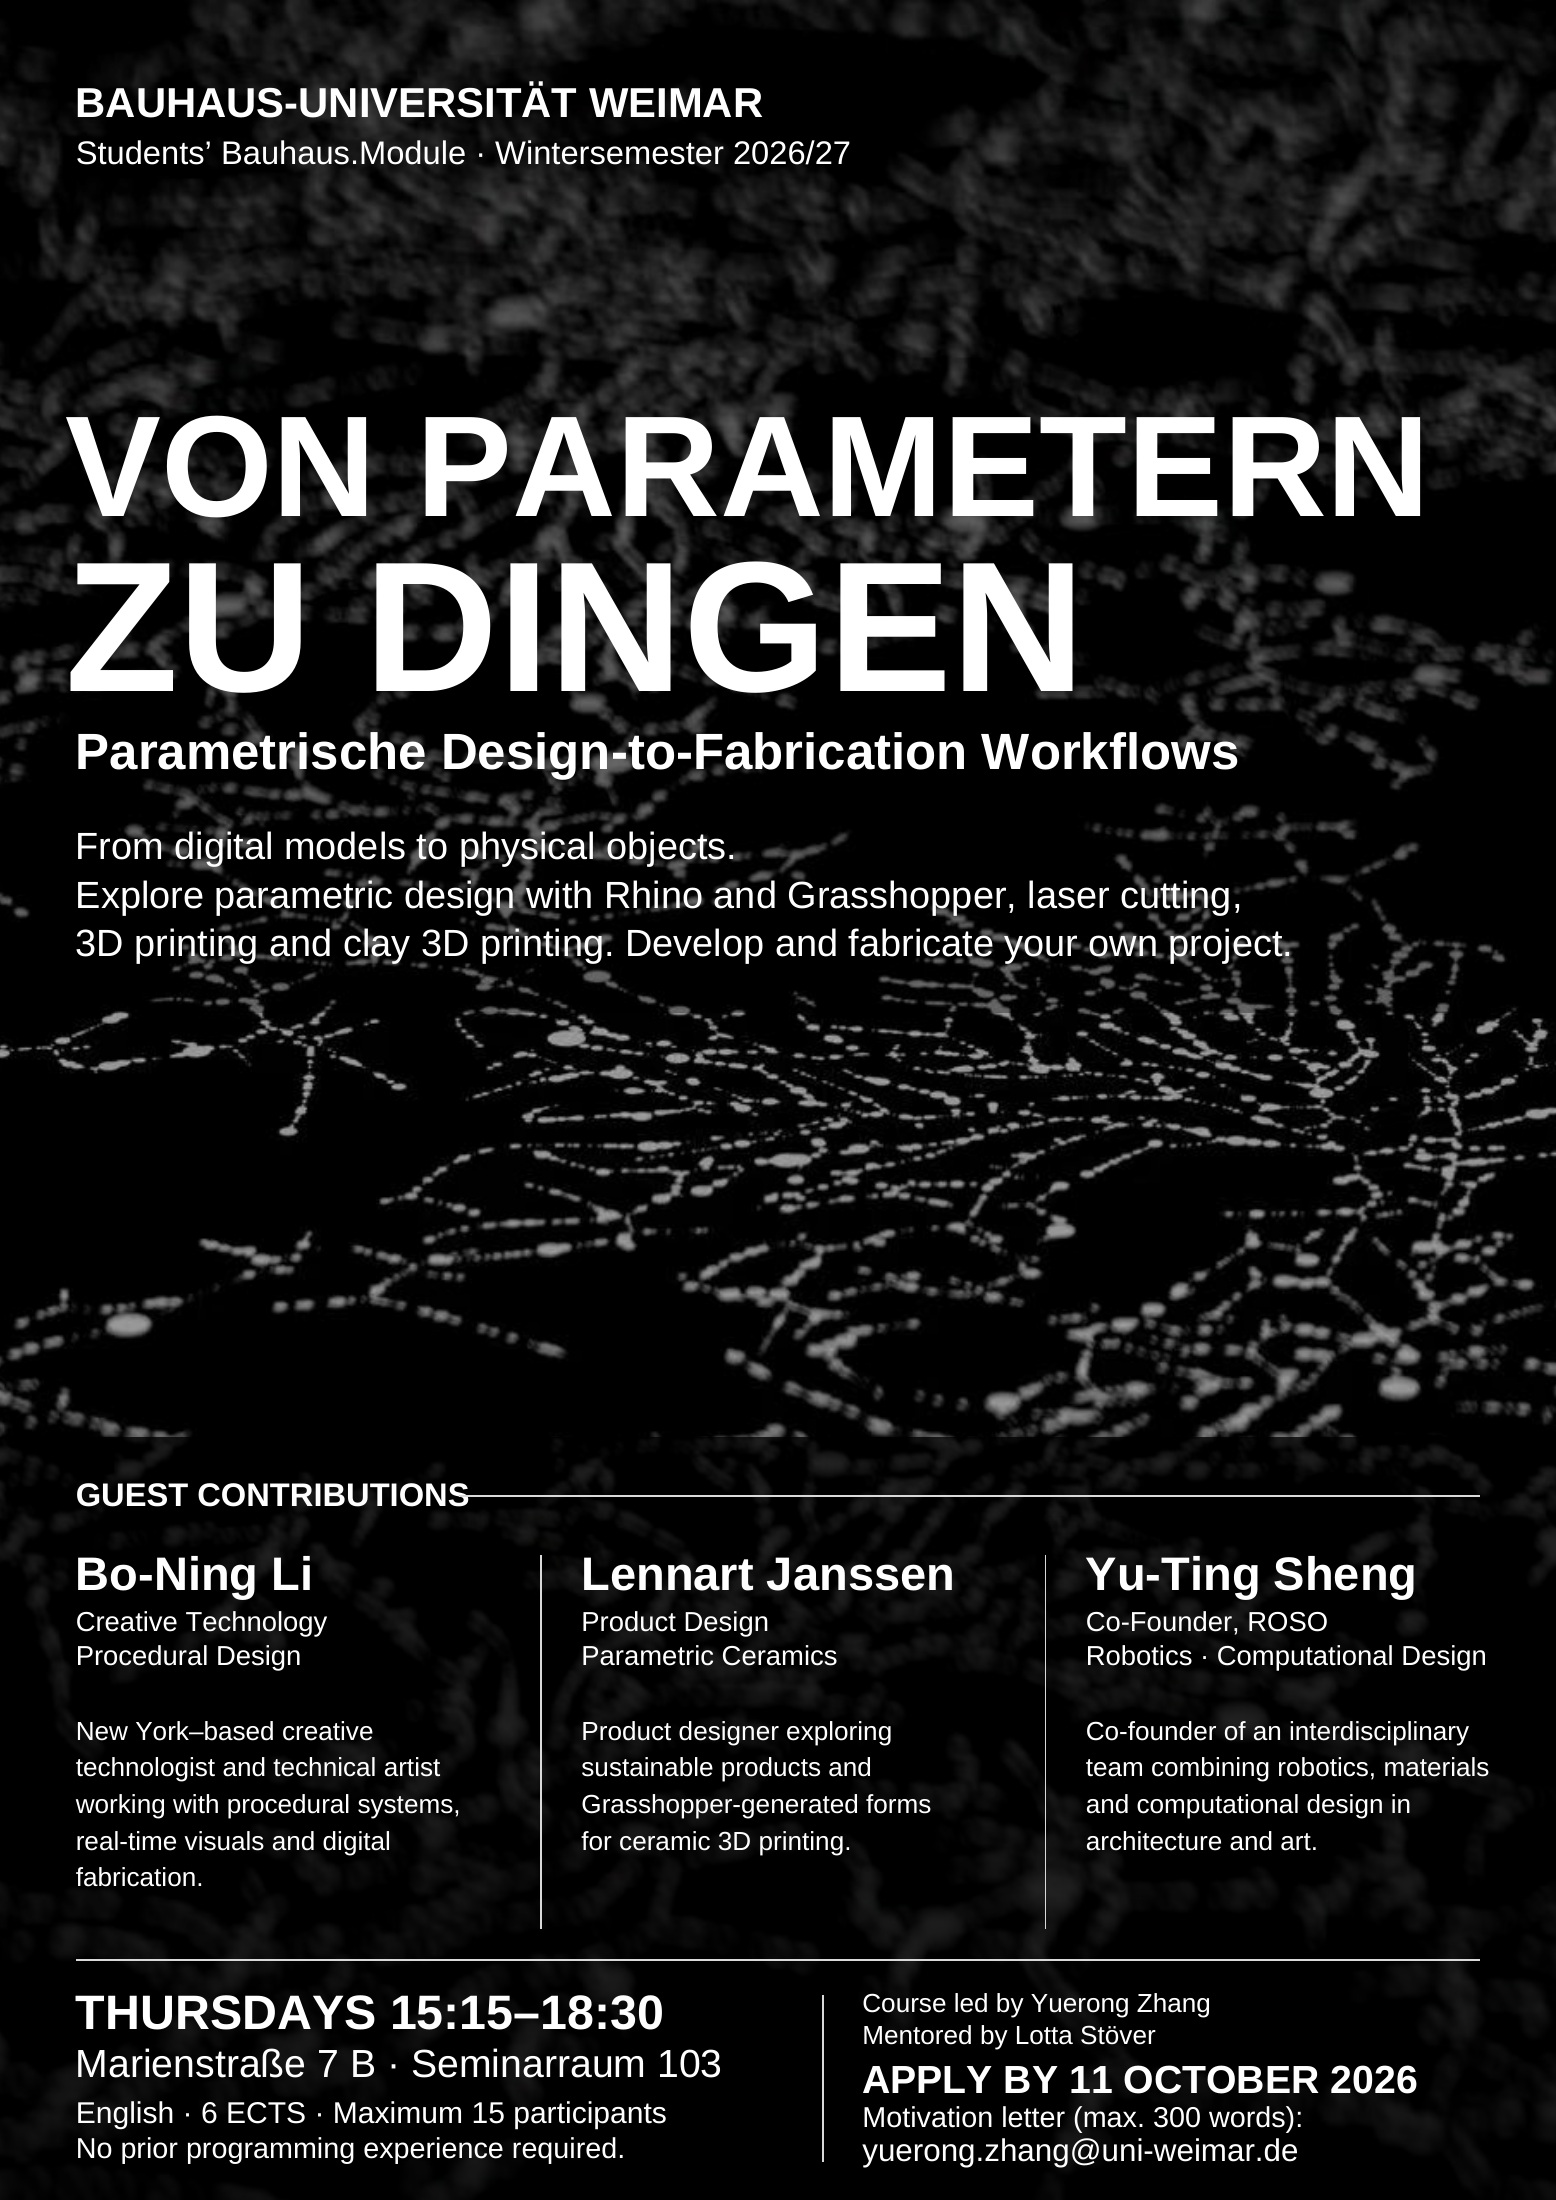 BAUHAUS-UNIVERSITÄT WEIMAR
Students’ Bauhaus.Module · Wintersemester 2026/27
VON PARAMETERN
ZU DINGEN
Parametrische Design-to-Fabrication Workflows
From digital models to physical objects.
Explore parametric design with Rhino and Grasshopper, laser cutting,
3D printing and clay 3D printing. Develop and fabricate your own project.
GUEST CONTRIBUTIONS
Bo-Ning Li
Creative Technology
Procedural Design
New York–based creative
technologist and technical artist
working with procedural systems,
real-time visuals and digital
fabrication.
Lennart Janssen
Product Design
Parametric Ceramics
Product designer exploring
sustainable products and
Grasshopper-generated forms
for ceramic 3D printing.
Yu-Ting Sheng
Co-Founder, ROSO
Robotics · Computational Design
Co-founder of an interdisciplinary
team combining robotics, materials
and computational design in
architecture and art.
THURSDAYS 15:15–18:30
Marienstraße 7 B · Seminarraum 103
English · 6 ECTS · Maximum 15 participants
No prior programming experience required.
Course led by Yuerong Zhang
Mentored by Lotta Stöver
APPLY BY 11 OCTOBER 2026
Motivation letter (max. 300 words):
yuerong.zhang@uni-weimar.de